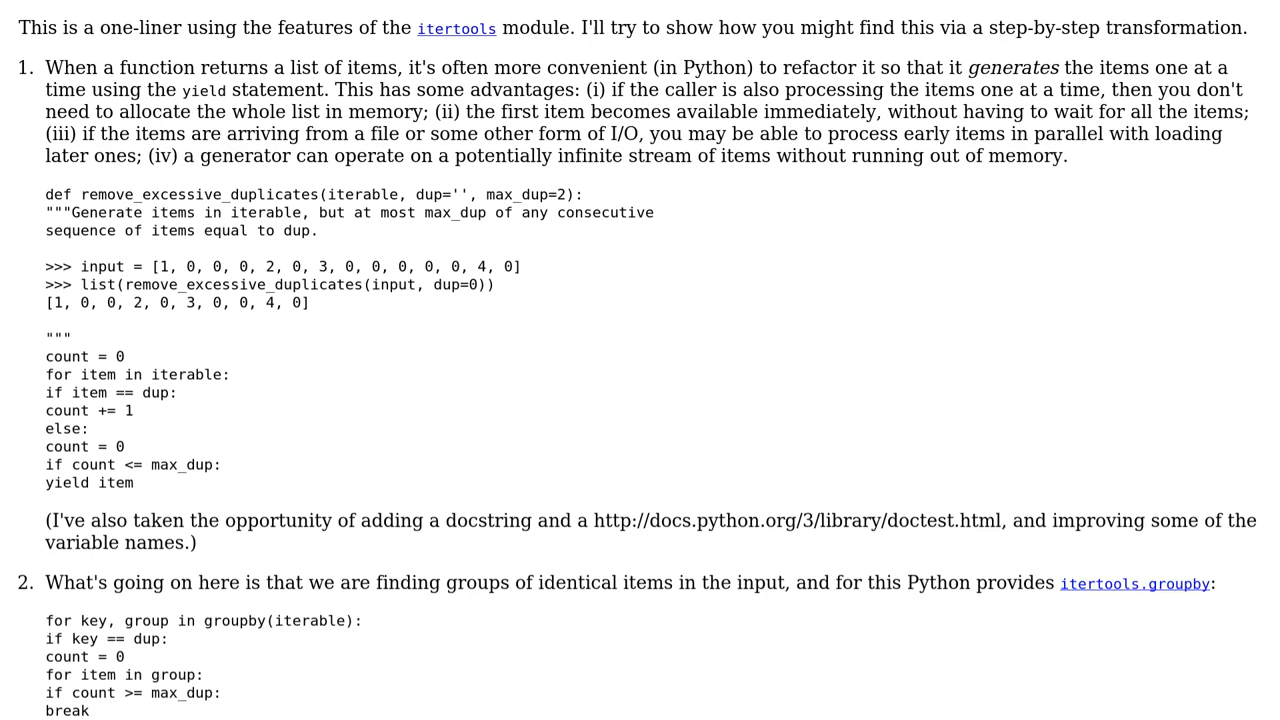 This is a one-liner using the features of the itertools module. I'll try to show how you might find this via a step-by-step transformation.
1. When a function returns a list of items, it's often more convenient (in Python) to refactor it so that it generates the items one at a
time using the yield statement. This has some advantages: (i) if the caller is also processing the items one at a time, then you don't
need to allocate the whole list in memory; (ii) the first item becomes available immediately, without having to wait for all the items;
(iii) if the items are arriving from a file or some other form of I/O, you may be able to process early items in parallel with loading
later ones; (iv) a generator can operate on a potentially infinite stream of items without running out of memory.
def remove_excessive_duplicates(iterable, dup='', max_dup=2):
"""Generate items in iterable, but at most max_dup of any consecutive
sequence of items equal to dup.
>>> input = [1, 0, 0, 0, 2, 0, 3, 0, 0, 0, 0, 0, 4, 0]
>>> list(remove_excessive_duplicates(input, dup=0))
[1, 0, 0, 2, 0, 3, 0, 0, 4, 0]
"""
count = 0
for item in iterable:
if item == dup:
count += 1
else:
count = 0
if count <= max_dup:
yield item
(I've also taken the opportunity of adding a docstring and a http://docs.python.org/3/library/doctest.html, and improving some of the
variable names.)
2. What's going on here is that we are finding groups of identical items in the input, and for this Python provides itertools.groupby:
for key, group in groupby(iterable):
if key == dup:
count = 0
for item in group:
if count >= max_dup:
break